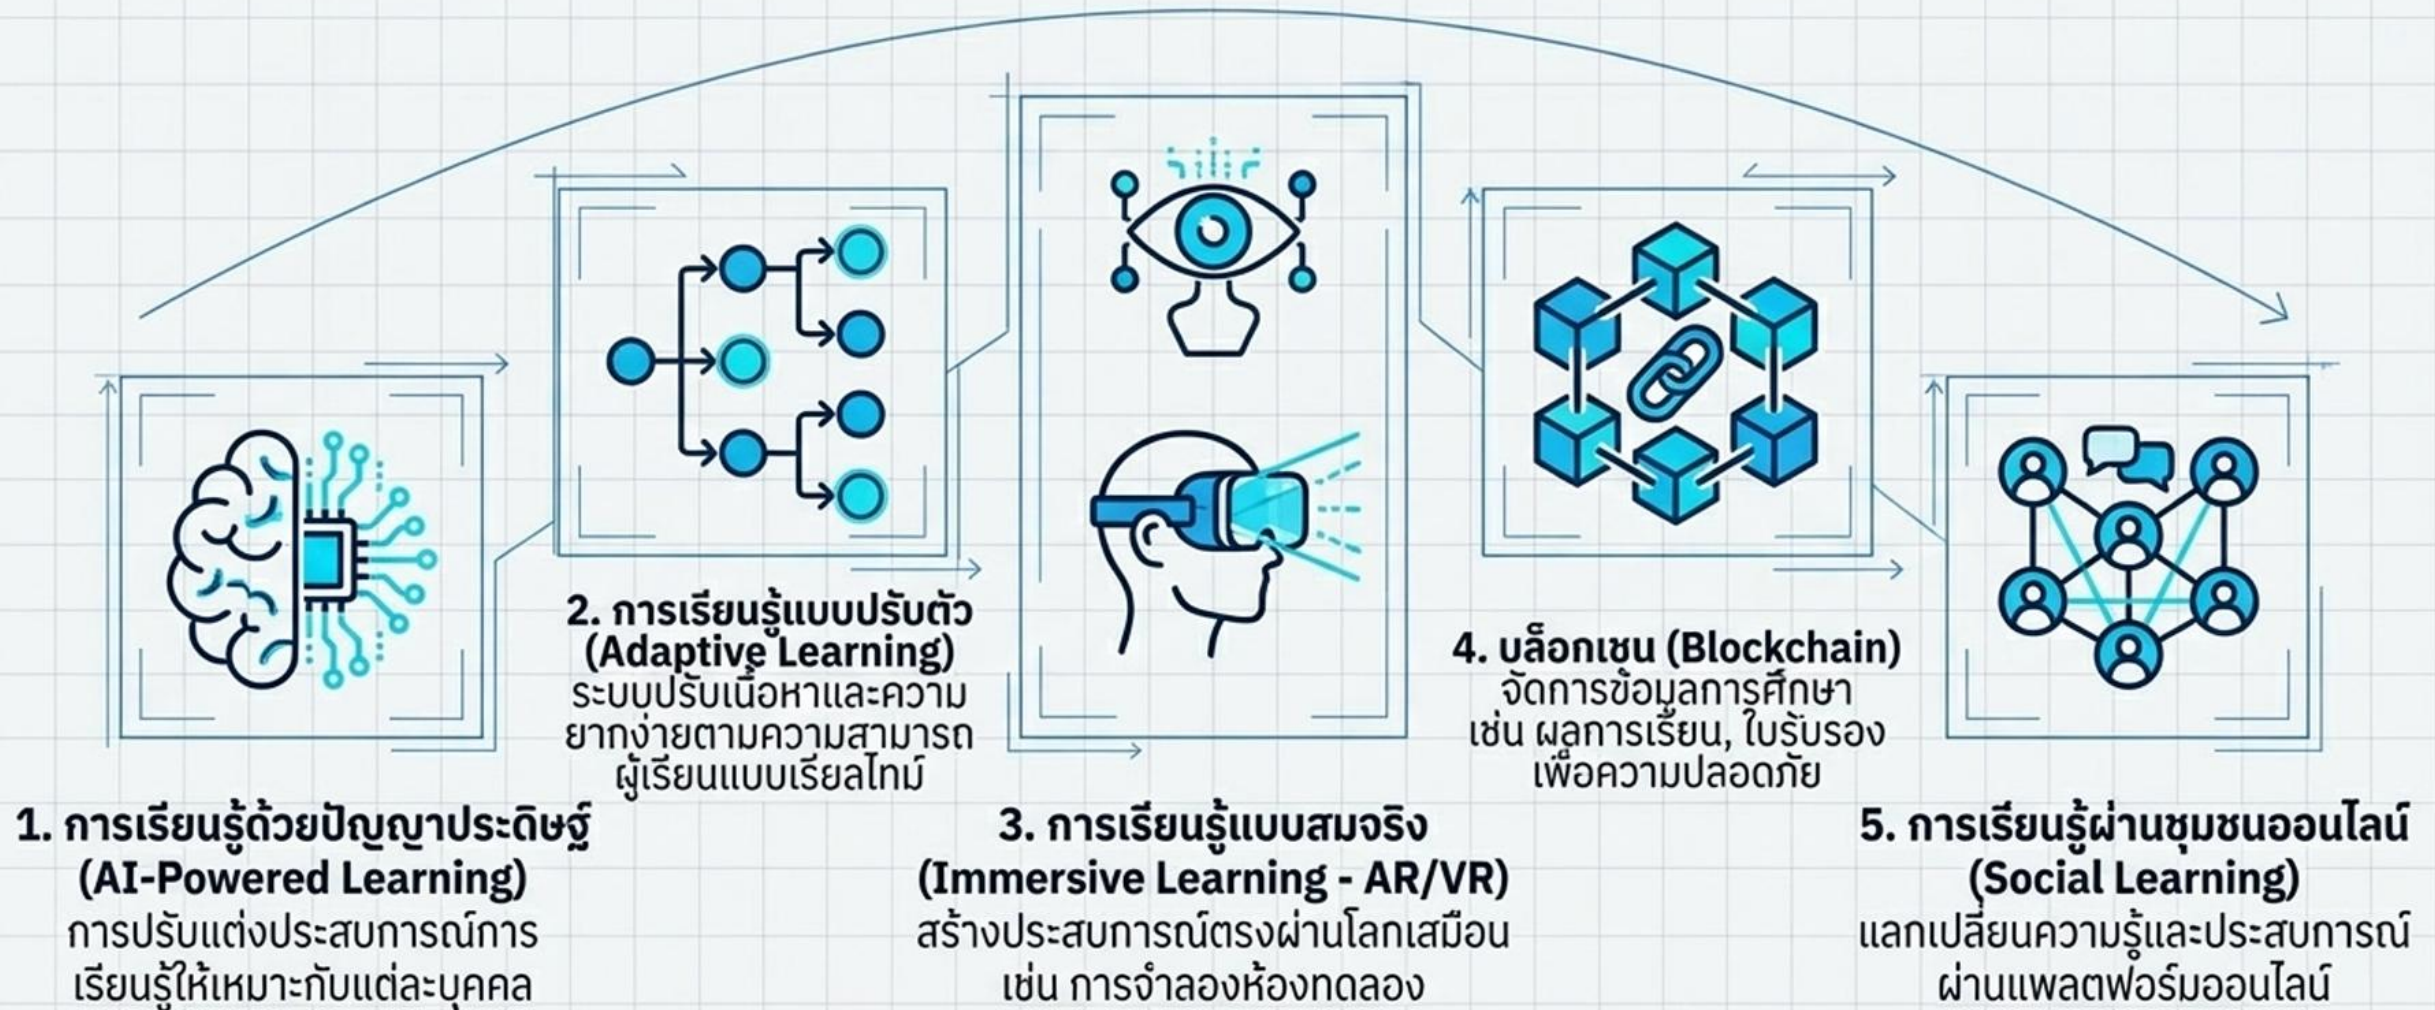 1. การเรียนรู้ด้วยปัญญาประดิษฐ์
(AI-Powered Learning)
การปรับแต่งประสบการณ์การ
เรียนรู้ให้เหมาะกับแต่ละบุคคล
2. การเรียนรู้แบบปรับตัว
(Adaptive Learning)
ระบบปรับเนื้อหาและความ
ยากง่ายตามความสามารถ
ผู้เรียนแบบเรียลไทม์
3. การเรียนรู้แบบสมจริง
(Immersive Learning - AR/VR)
สร้างประสบการณ์ตรงผ่านโลกเสมือน
เช่น การจำลองห้องทดลอง
4. บล็อกเชน (Blockchain)
จัดการข้อมูลการศึกษา
เช่น ผลการเรียน, ใบรับรอง
เพื่อความปลอดภัย
5. การเรียนรู้ผ่านชุมชนออนไลน์
(Social Learning)
แลกเปลี่ยนความรู้และประสบการณ์
ผ่านแพลตฟอร์มออนไลน์